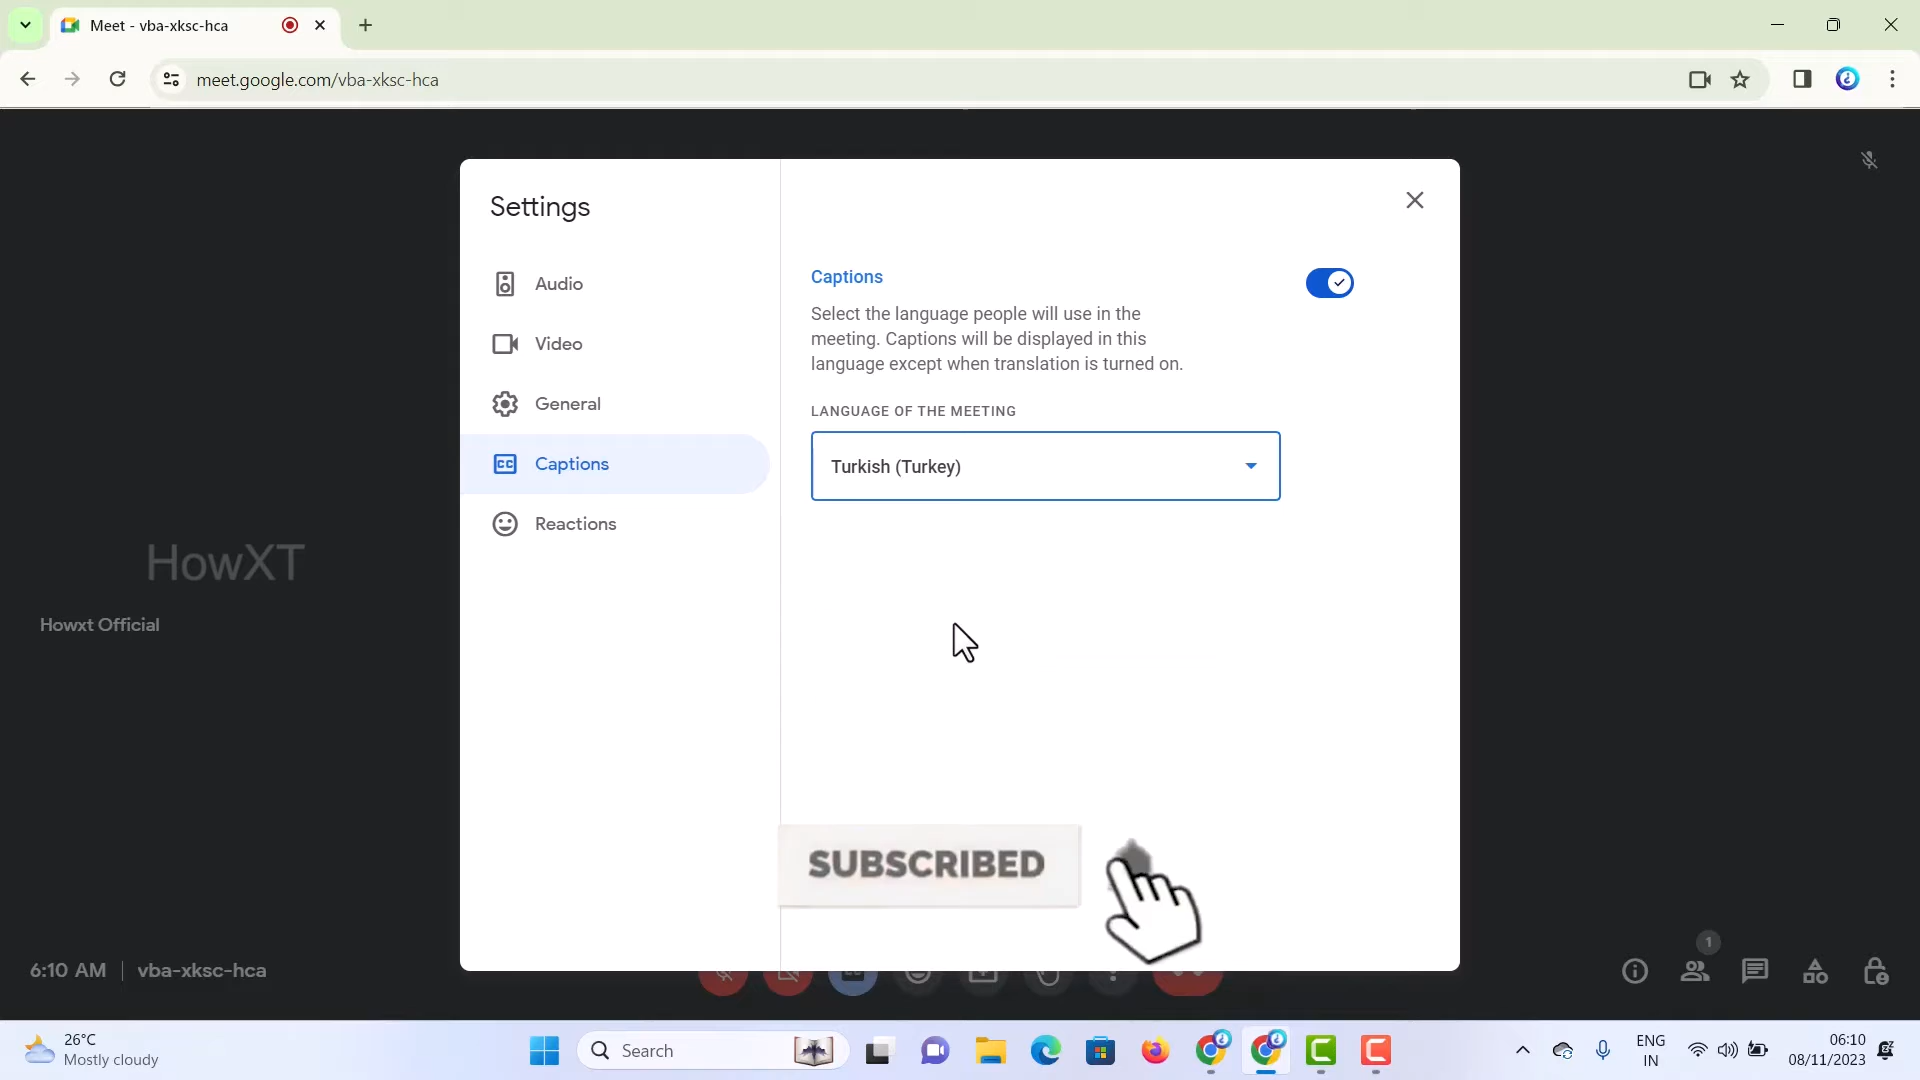 Meet - vba-xksc-hca
meet.google.com/vba-xksc-hca
Settings
Audio
Video
General
Captions
Reactions
Captions
Select the language people will use in the
meeting. Captions will be displayed in this
language except when translation is turned on.
LANGUAGE OF THE MEETING
Turkish (Turkey)
HowXT
Howxt Official
SUBSCRIBED
6:10 AM | vba-xksc-hca
1
26°C
Mostly cloudy
Search
ENG
IN
06:10
08/11/2023